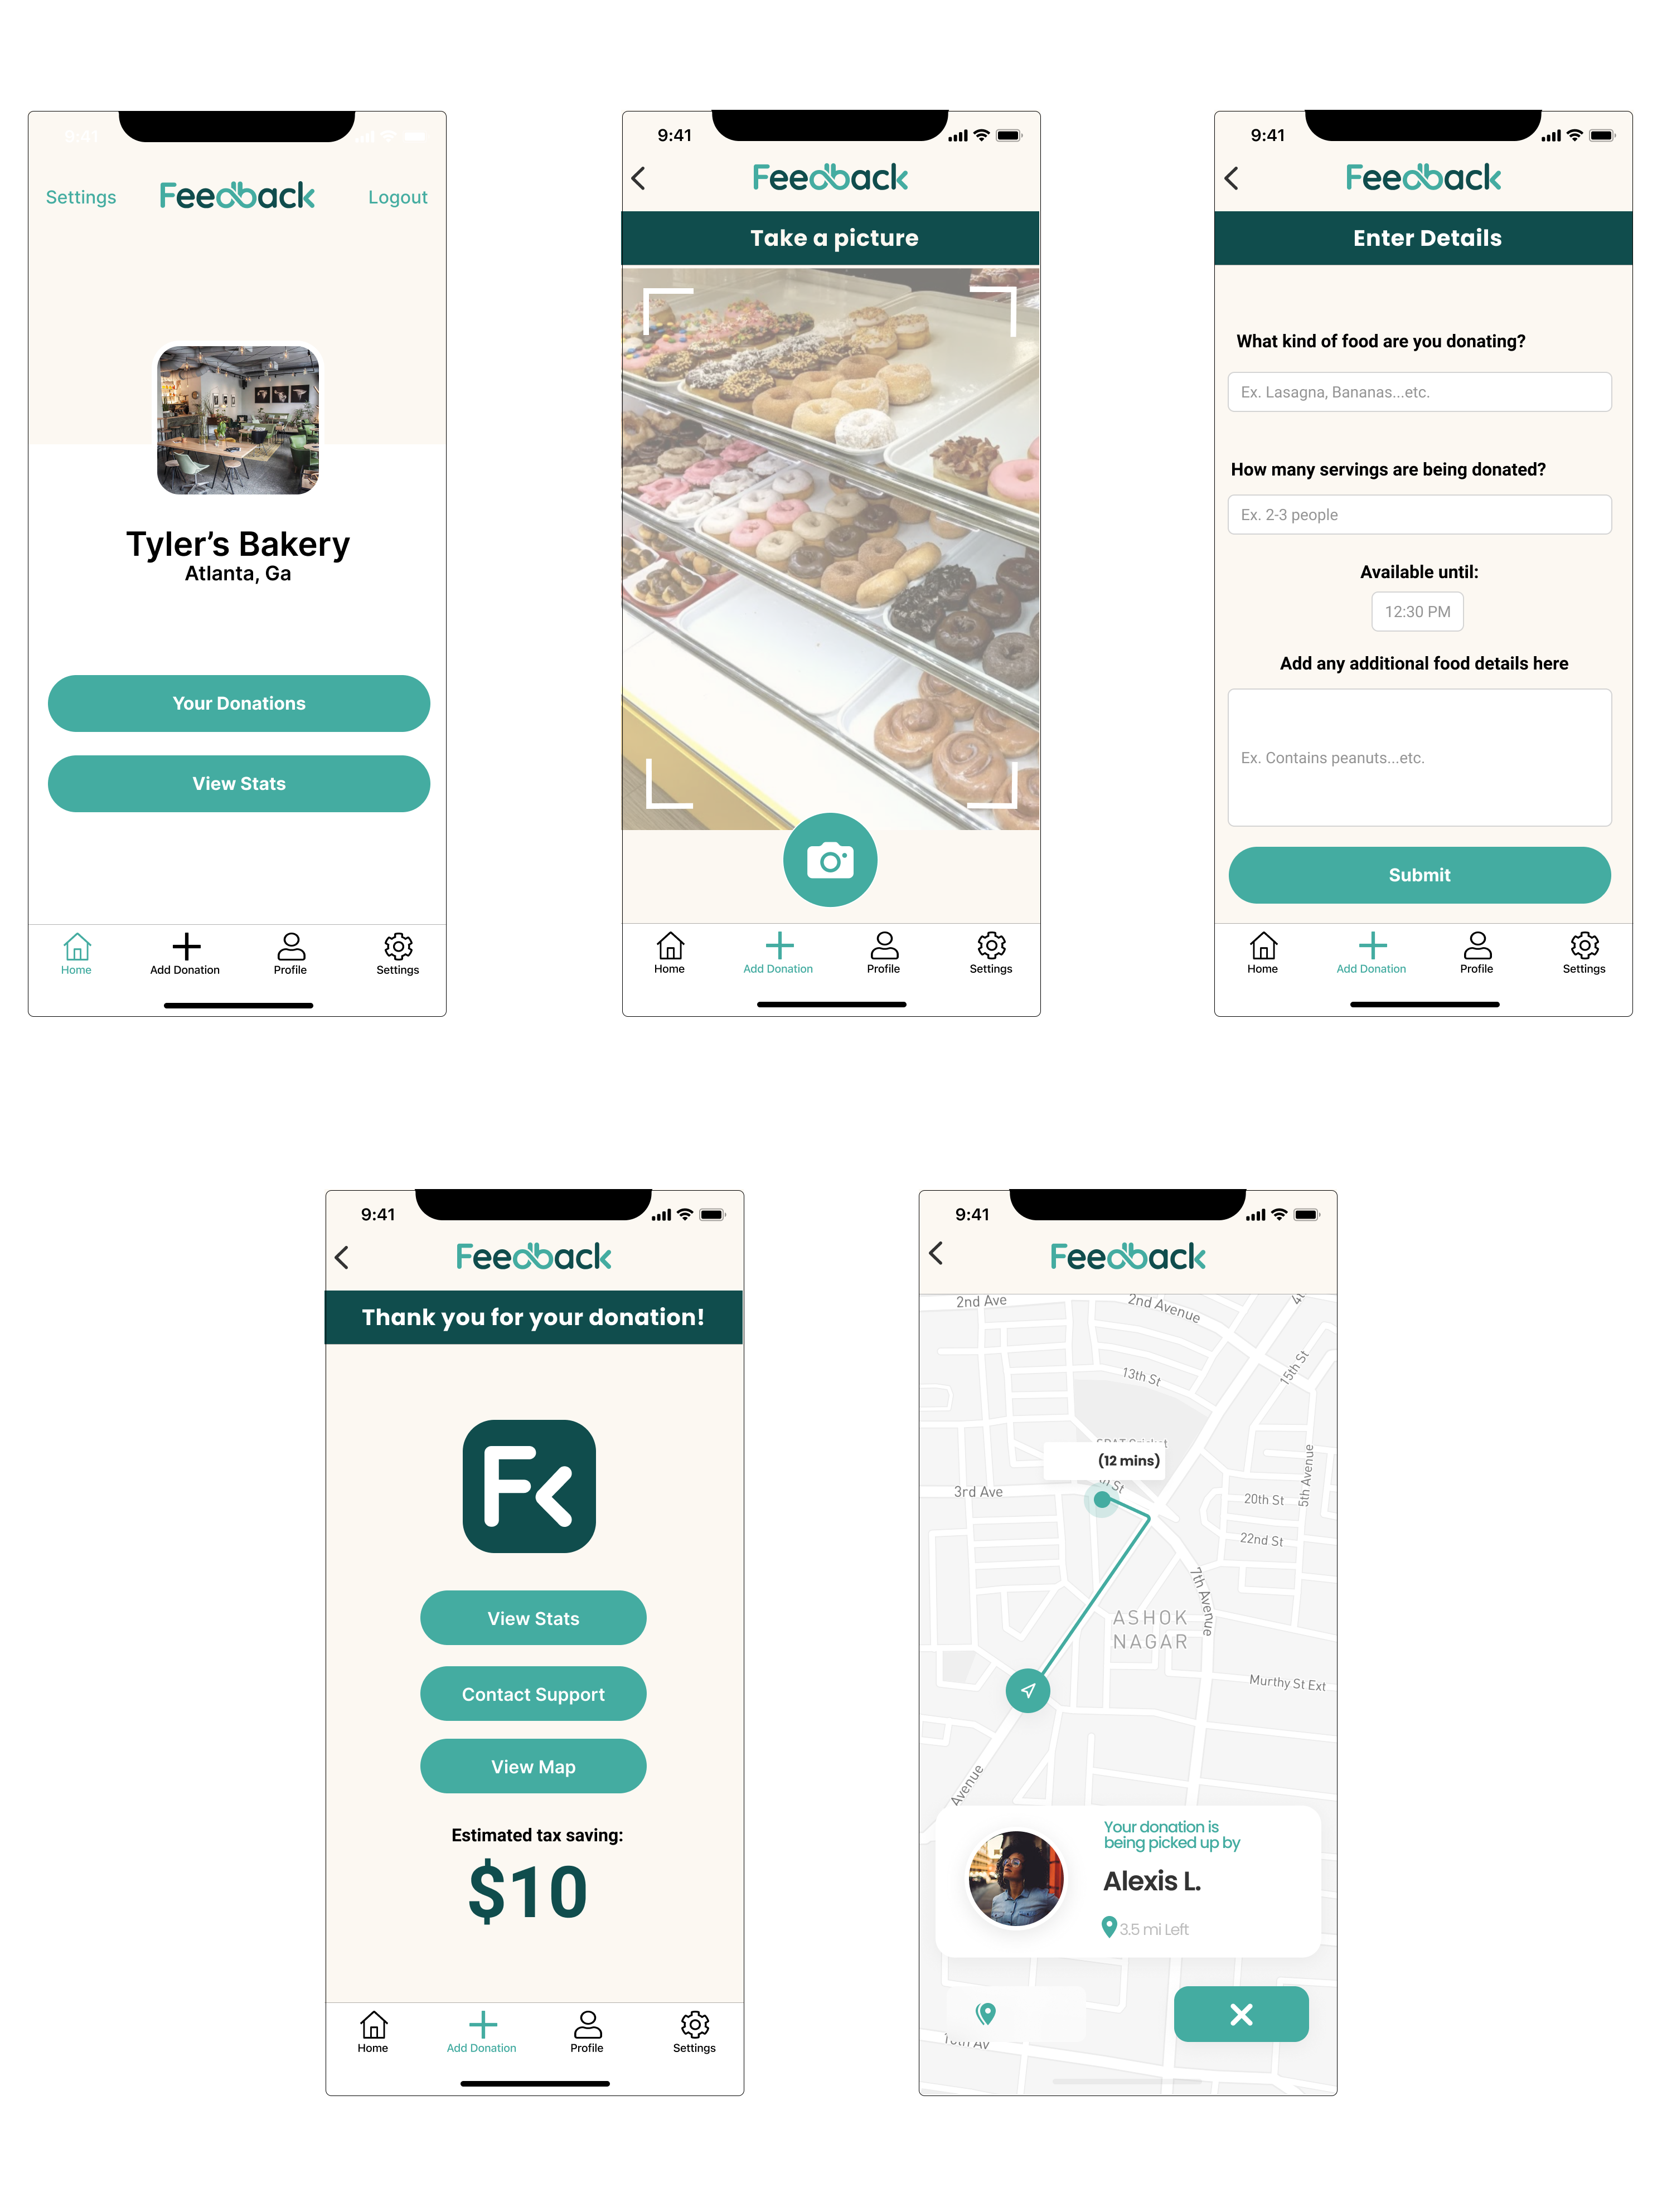 9:41
Settings
Feedback
Logout
Tyler's Bakery
Atlanta, Ga
Your Donations
View Stats
Home
Add Donation
Profile
Settings
9:41
Feedback
Take a picture
Home
Add Donation
Profile
Settings
9:41
Feedback
Enter Details
What kind of food are you donating?
Ex. Lasagna, Bananas...etc.
How many servings are being donated?
Ex. 2-3 people
Available until:
12:30 PM
Add any additional food details here
Ex. Contains peanuts...etc.
Submit
Home
Add Donation
Profile
Settings
9:41
Feedback
Thank you for your donation!
FK
View Stats
Contact Support
View Map
Estimated tax saving:
$10
Home
Add Donation
Profile
Settings
9:41
Feedback
2nd Ave
2nd Avenue
15th St
13th St
(12 mins)
St
3rd Ave
20th St
5th Avenue
22nd St
7th Avenue
ASHOK
NAGAR
Murthy St Ext
Avenue
Your donation is
being picked up by
Alexis L.
3.5 mi Left